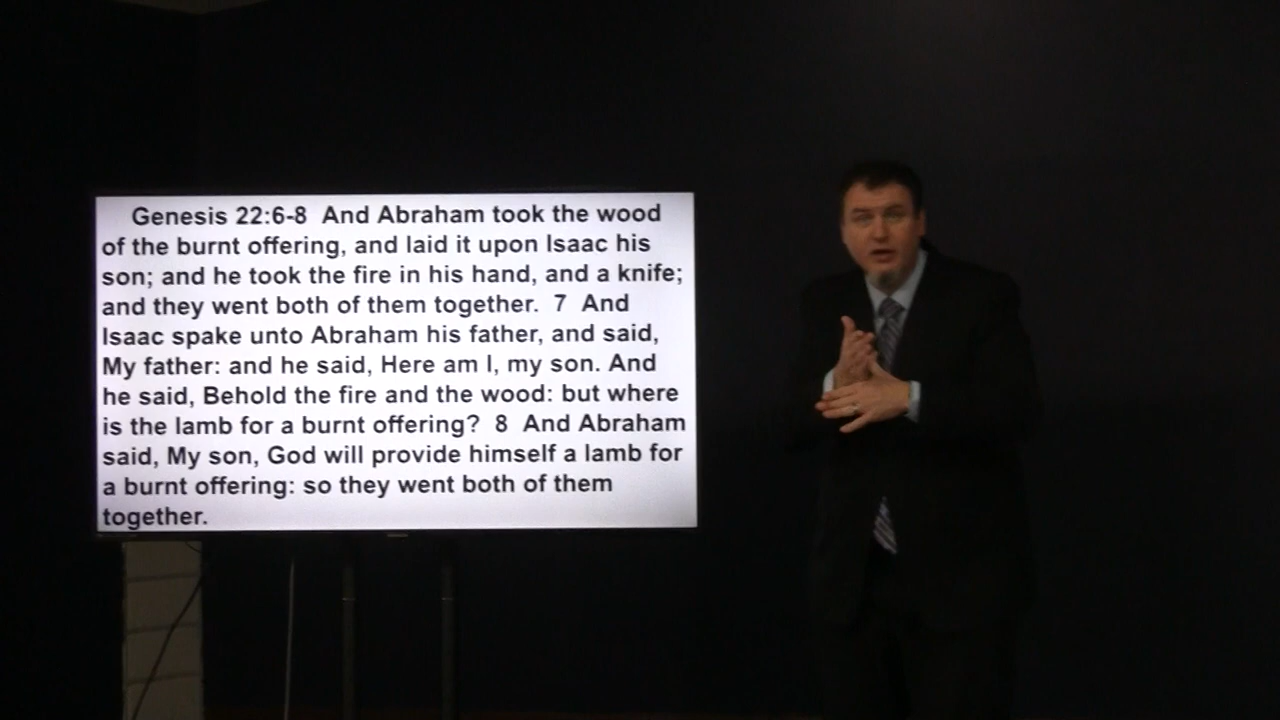 Genesis 22:6-8 And Abraham took the wood
of the burnt offering, and laid it upon Isaac his
son; and he took the fire in his hand, and a knife;
and they went both of them together. 7 And
Isaac spake unto Abraham his father, and said,
My father: and he said, Here am I, my son. And
he said, Behold the fire and the wood: but where
is the lamb for a burnt offering? 8 And Abraham
said, My son, God will provide himself a lamb for
a burnt offering: so they went both of them
together.